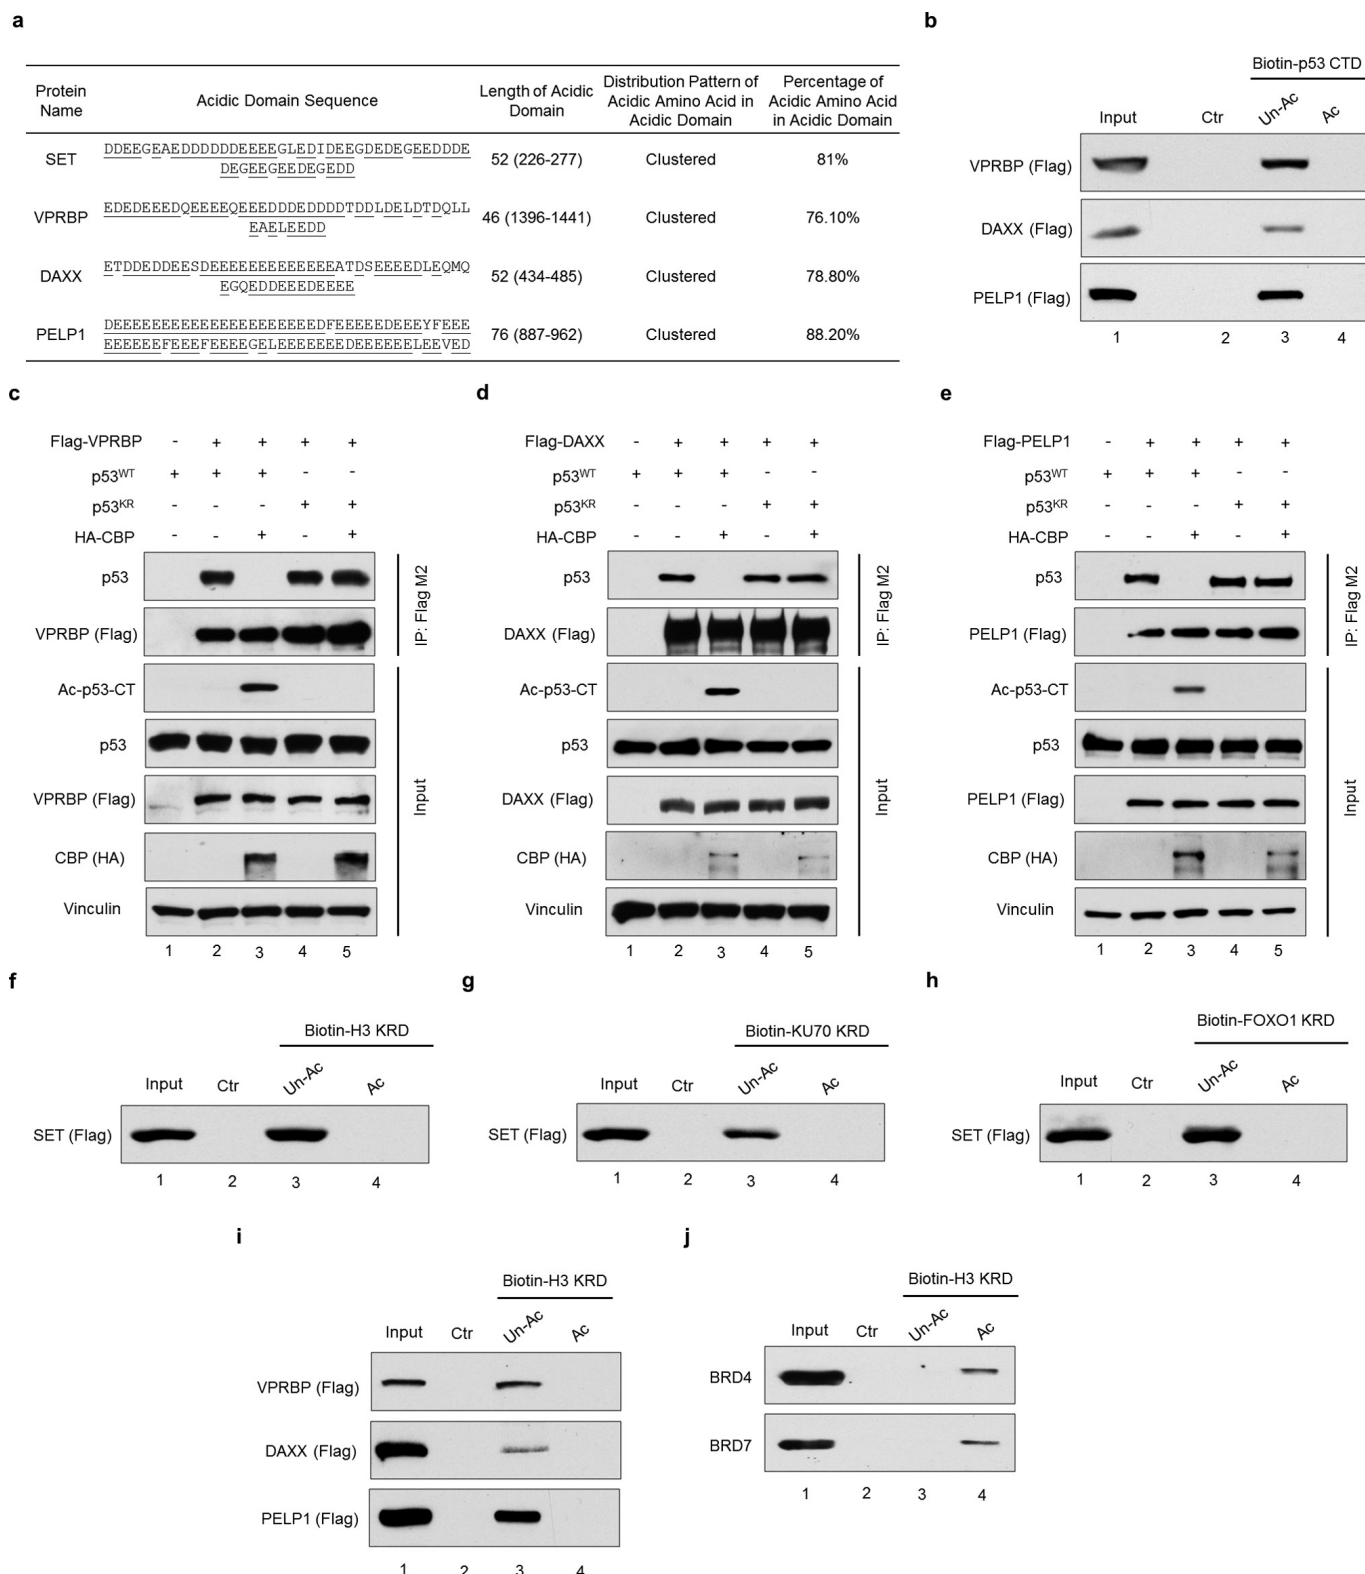 a
Protein Name
Acidic Domain Sequence
Length of Acidic Domain
Distribution Pattern of Acidic Amino Acid in Acidic Domain
Percentage of Acidic Amino Acid in Acidic Domain
SET
DDEEGEAEDDDDDDEEEEGLEDIDEEGDEDEGEEDDDE
DEGEEGEEDEGEDD
52 (226-277)
Clustered
81%
VPRBP
EDEDEEEDQEEEEQEEEDDDEDDDDTDDLDELDTDQLL
EAELEEDD
46 (1396-1441)
Clustered
76.10%
DAXX
ETDDEDDEESDEEEEEEEEEEEEEATDSEEEEDLEQMQ
EGQEDDEEEDEEEE
52 (434-485)
Clustered
78.80%
PELP1
DEEEEEEEEEEEEEEEEEEEEEEDFEEEEEDEEEYFEEE
EEEEEEFEEEFEEEEGELEEEEEEEDEEEEEELEEVED
76 (887-962)
Clustered
88.20%
b
Biotin-p53 CTD
Input Ctr Un-Ac Ac
VPRBP (Flag)
DAXX (Flag)
PELP1 (Flag)
1 2 3 4
c
Flag-VPRBP - + + + +
p53WT + + + - -
p53KR - - - + +
HA-CBP - - + - +
p53
VPRBP (Flag)
IP: Flag M2
Ac-p53-CT
p53
VPRBP (Flag)
CBP (HA)
Vinculin
Input
1 2 3 4 5
d
Flag-DAXX - + + + +
p53WT + + + - -
p53KR - - - + +
HA-CBP - - + - +
p53
DAXX (Flag)
IP: Flag M2
Ac-p53-CT
p53
DAXX (Flag)
CBP (HA)
Vinculin
Input
1 2 3 4 5
e
Flag-PELP1 - + + + +
p53WT + + + - -
p53KR - - - + +
HA-CBP - - + - +
p53
PELP1 (Flag)
IP: Flag M2
Ac-p53-CT
p53
PELP1 (Flag)
CBP (HA)
Vinculin
Input
1 2 3 4 5
f
Biotin-H3 KRD
Input Ctr Un-Ac Ac
SET (Flag)
1 2 3 4
g
Biotin-KU70 KRD
Input Ctr Un-Ac Ac
SET (Flag)
1 2 3 4
h
Biotin-FOXO1 KRD
Input Ctr Un-Ac Ac
SET (Flag)
1 2 3 4
i
Biotin-H3 KRD
Input Ctr Un-Ac Ac
VPRBP (Flag)
DAXX (Flag)
PELP1 (Flag)
1 2 3 4
j
Biotin-H3 KRD
Input Ctr Un-Ac Ac
BRD4
BRD7
1 2 3 4